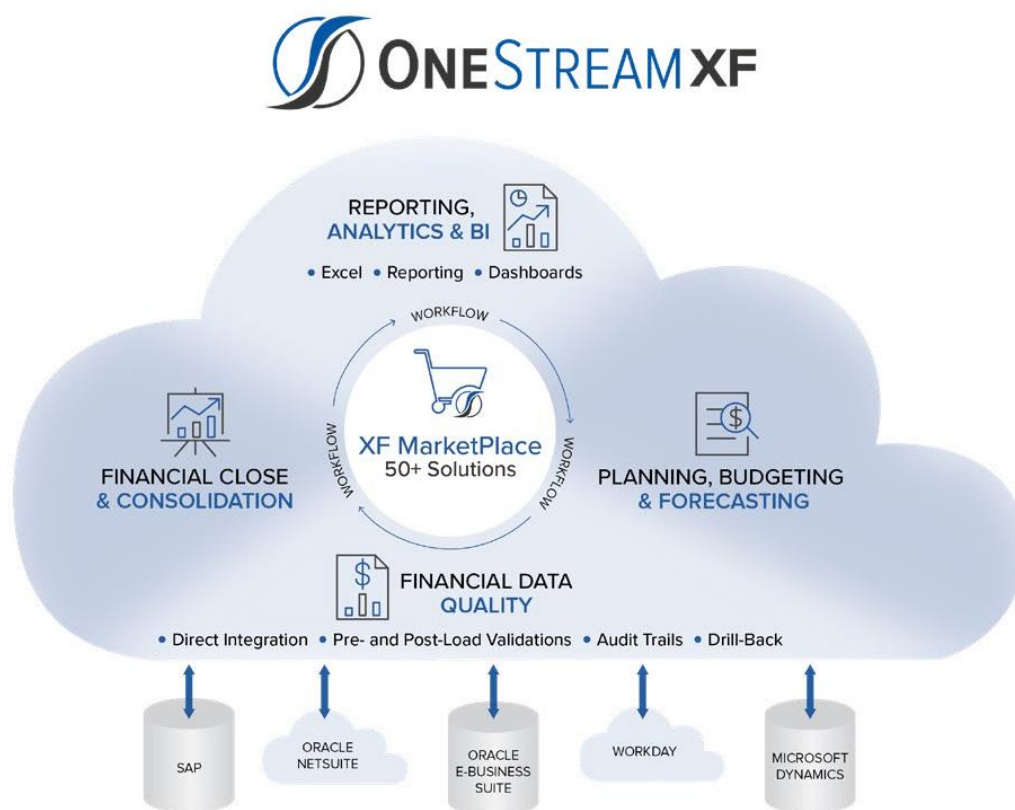 ONESTREAM XF
REPORTING,
ANALYTICS & BI
• Excel • Reporting • Dashboards
WORKFLOW
WORKFLOW
WORKFLOW
XF MarketPlace
50+ Solutions
FINANCIAL CLOSE
& CONSOLIDATION
PLANNING, BUDGETING
& FORECASTING
FINANCIAL DATA
QUALITY
• Direct Integration • Pre- and Post-Load Validations • Audit Trails • Drill-Back
SAP
ORACLE
NETSUITE
ORACLE
E-BUSINESS
SUITE
WORKDAY
MICROSOFT
DYNAMICS